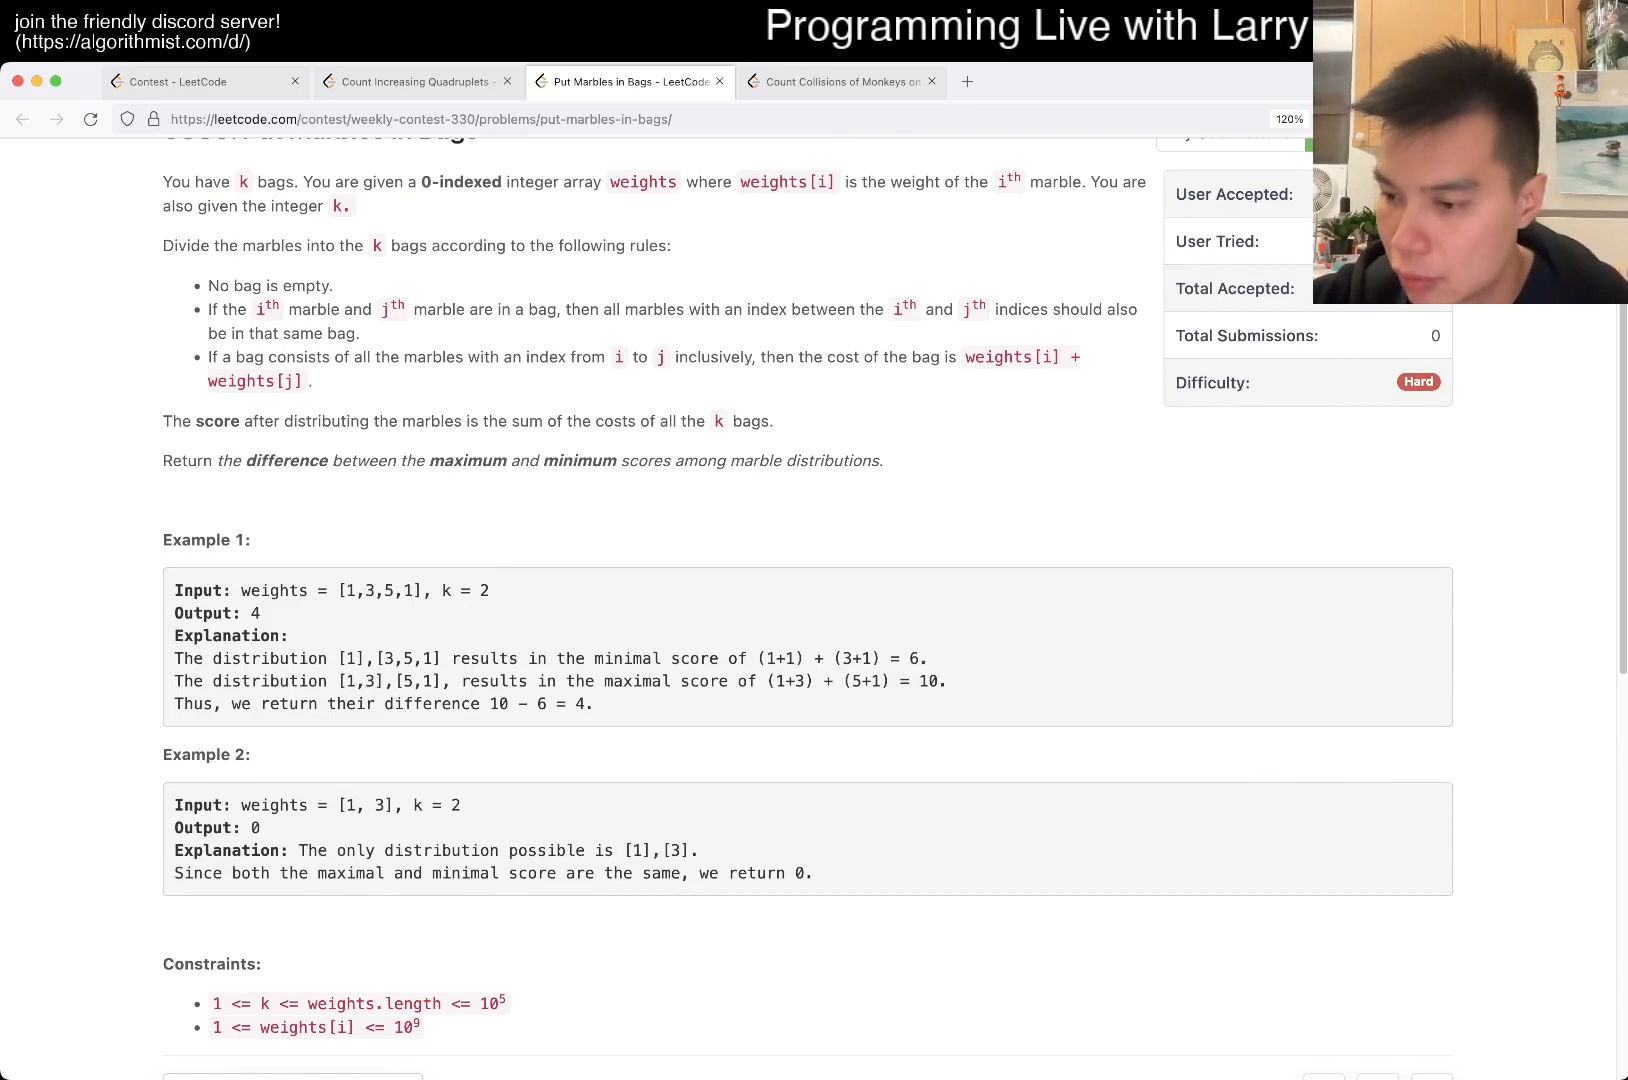 join the friendly discord server!
(https://algorithmist.com/d/)
Programming Live with Larry
Contest - LeetCode
Count Increasing Quadruplets -
Put Marbles in Bags - LeetCode
Count Collisions of Monkeys on
https://leetcode.com/contest/weekly-contest-330/problems/put-marbles-in-bags/
120%
You have k bags. You are given a 0-indexed integer array weights where weights[i] is the weight of the ith marble. You are
also given the integer k.
Divide the marbles into the k bags according to the following rules:
• No bag is empty.
• If the ith marble and jth marble are in a bag, then all marbles with an index between the ith and jth indices should also
be in that same bag.
• If a bag consists of all the marbles with an index from i to j inclusively, then the cost of the bag is weights[i] +
weights[j].
The score after distributing the marbles is the sum of the costs of all the k bags.
Return the difference between the maximum and minimum scores among marble distributions.
User Accepted:
User Tried:
Total Accepted:
Total Submissions: 0
Difficulty: Hard
Example 1:
Input: weights = [1,3,5,1], k = 2
Output: 4
Explanation:
The distribution [1],[3,5,1] results in the minimal score of (1+1) + (3+1) = 6.
The distribution [1,3],[5,1], results in the maximal score of (1+3) + (5+1) = 10.
Thus, we return their difference 10 - 6 = 4.
Example 2:
Input: weights = [1, 3], k = 2
Output: 0
Explanation: The only distribution possible is [1],[3].
Since both the maximal and minimal score are the same, we return 0.
Constraints:
• 1 <= k <= weights.length <= 10^5
• 1 <= weights[i] <= 10^9